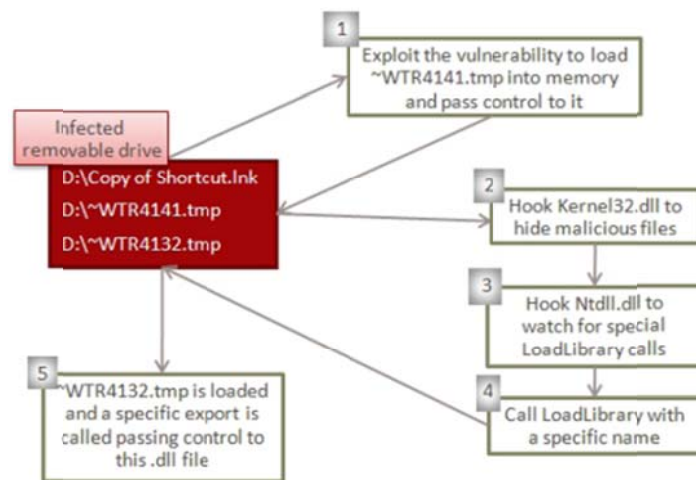 1
Exploit the vulnerability to load
~WTR4141.tmp into memory
and pass control to it
Infected
removable drive
D:\Copy of Shortcut.lnk
D:\~WTR4141.tmp
D:\~WTR4132.tmp
2
Hook Kernel32.dll to
hide malicious files
3
Hook Ntdll.dll to
watch for special
LoadLibrary calls
4
Call LoadLibrary with
a specific name
5
~WTR4132.tmp is loaded
and a specific export is
called passing control to
this .dll file